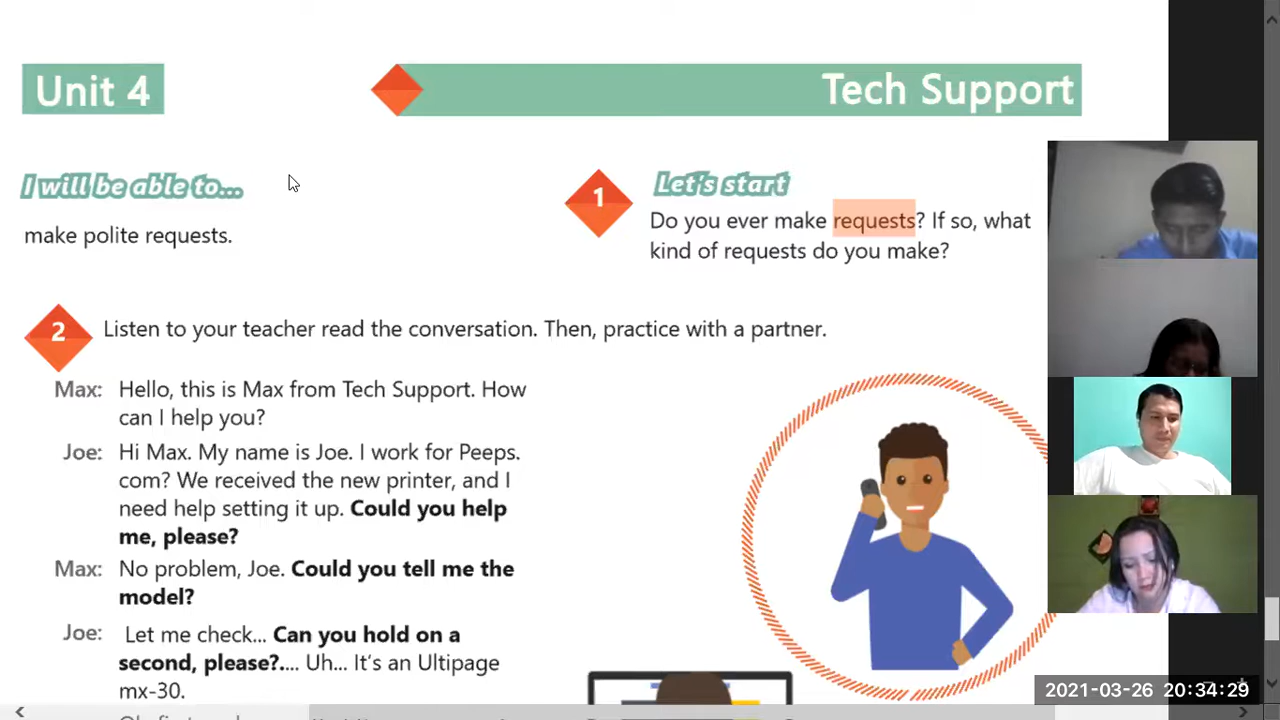 Unit 4
Tech Support
I will be able to...
make polite requests.
1
Let's start
Do you ever make requests? If so, what
kind of requests do you make?
2
Listen to your teacher read the conversation. Then, practice with a partner.
Max: Hello, this is Max from Tech Support. How
can I help you?
Joe: Hi Max. My name is Joe. I work for Peeps.
com? We received the new printer, and I
need help setting it up. Could you help
me, please?
Max: No problem, Joe. Could you tell me the
model?
Joe: Let me check... Can you hold on a
second, please?.... Uh... It's an Ultipage
mx-30.
2021-03-26 20:34:29